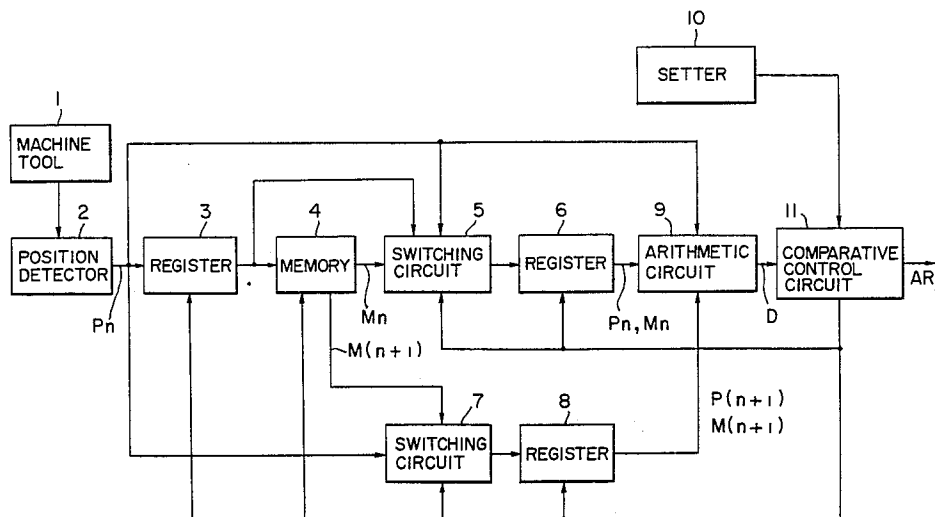 10
SETTER
1
MACHINE
TOOL
2
POSITION
DETECTOR
Pn
3
REGISTER
4
MEMORY
Mn
M(n+1)
5
SWITCHING
CIRCUIT
6
REGISTER
Pn, Mn
9
ARITHMETIC
CIRCUIT
D
11
COMPARATIVE
CONTROL
CIRCUIT
AR
7
SWITCHING
CIRCUIT
8
REGISTER
P(n+1)
M(n+1)